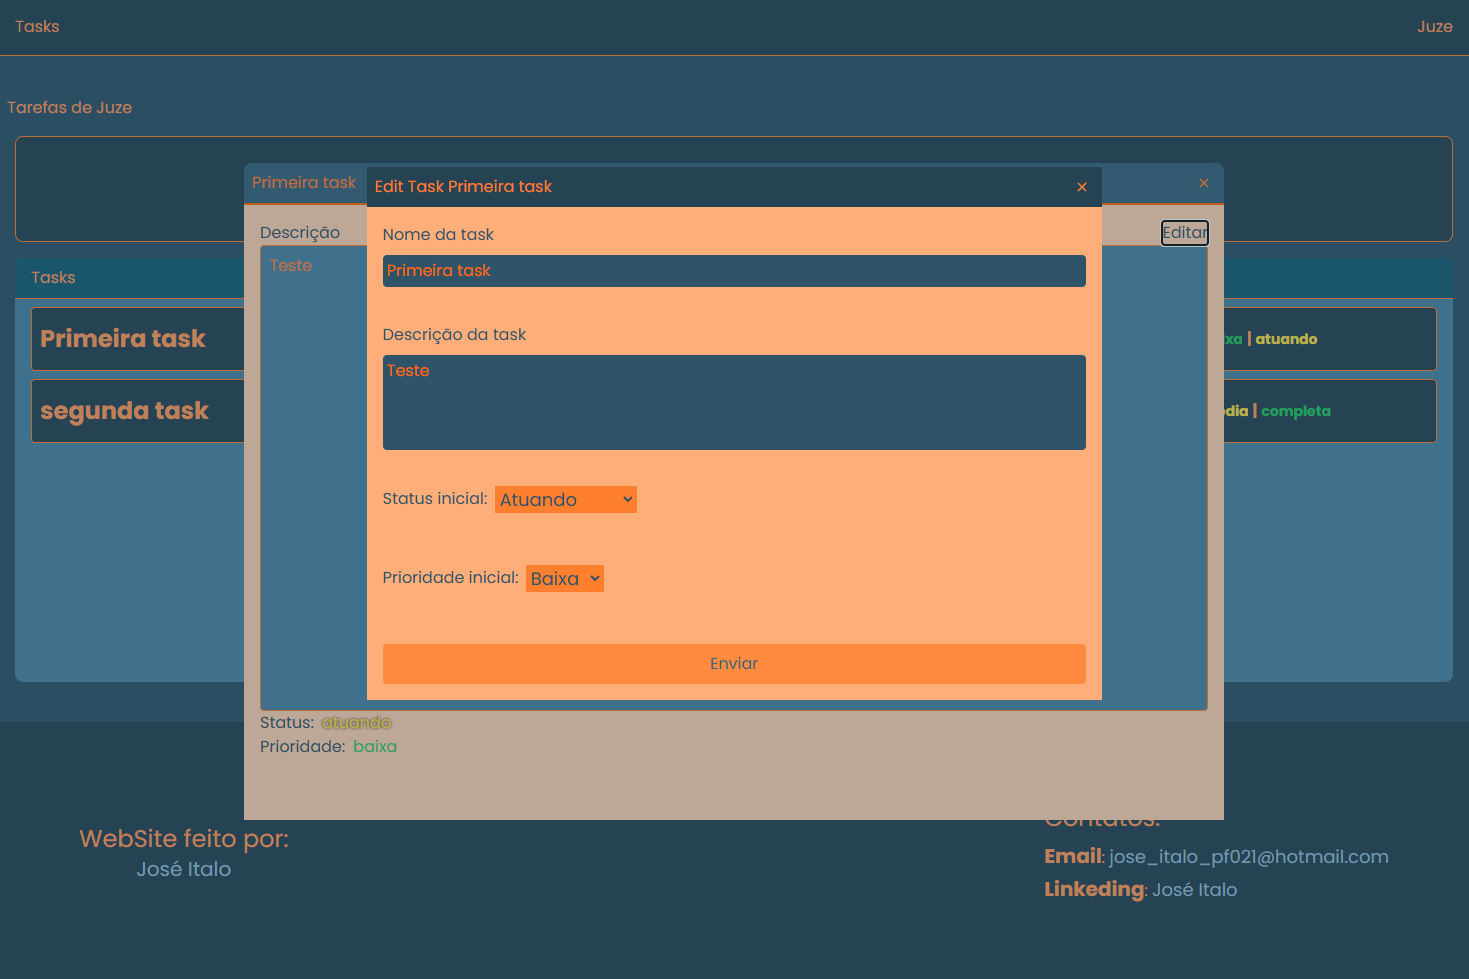 Tasks
Juze
Tarefas de Juze
Primeira task
×
Edit Task Primeira task
×
Descrição
Editar
Teste
Nome da task
Primeira task
Descrição da task
Teste
Status inicial: Atuando
Prioridade inicial: Baixa
Enviar
Status: atuando
Prioridade: baixa
Tasks
Primeira task
xa | atuando
segunda task
dia | completa
WebSite feito por:
José Italo
Contatos:
Email: jose_italo_pf021@hotmail.com
Linkeding: José Italo